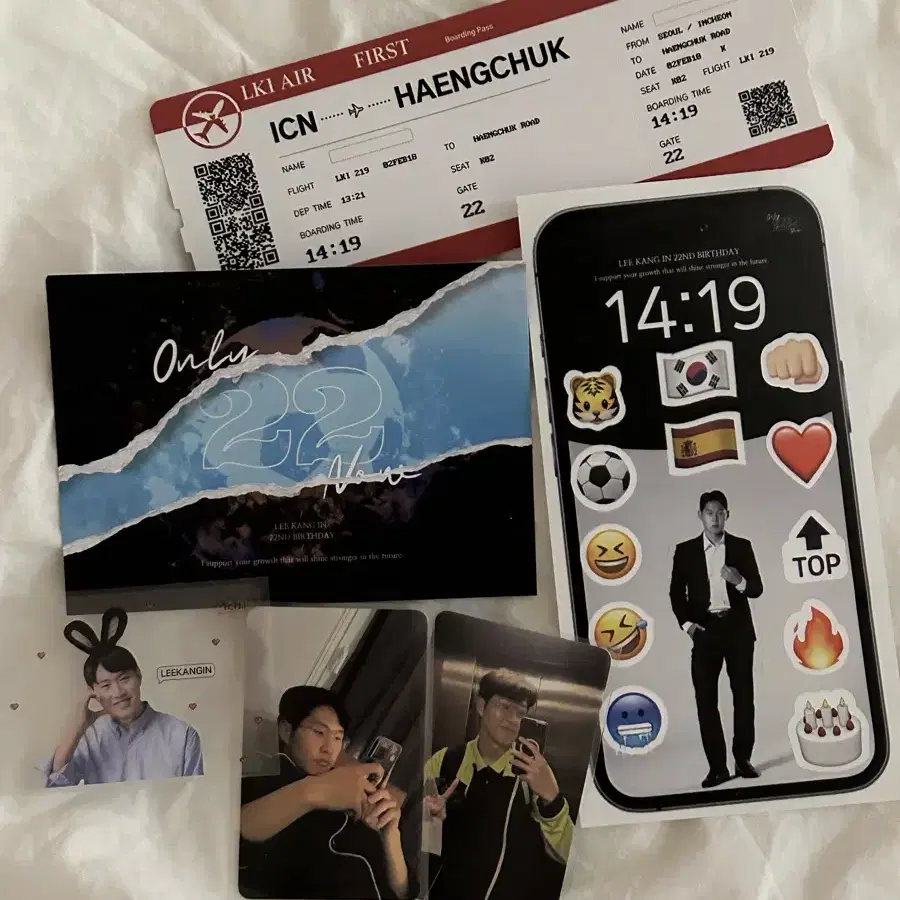 LKI AIR FIRST Boarding Pass
ICN HAENGCHUK
NAME
FLIGHT LKI 219 02FEB18
TO HAENGCHUK ROAD
DEP TIME 13:21
SEAT K02
BOARDING TIME
14:19
GATE
22
NAME
FROM SEOUL / INCHEON
TO HAENGCHUK ROAD
DATE 02FEB18 X
SEAT K02 FLIGHT LKI 219
BOARDING TIME
14:19
GATE
22
Only
22
Now
LEE KANG IN
22ND BIRTHDAY
I support your growth that will shine stronger in the future.
LEE KANG IN 22ND BIRTHDAY
I support your growth that will shine stronger in the future.
14:19
TOP
LEEKANGIN